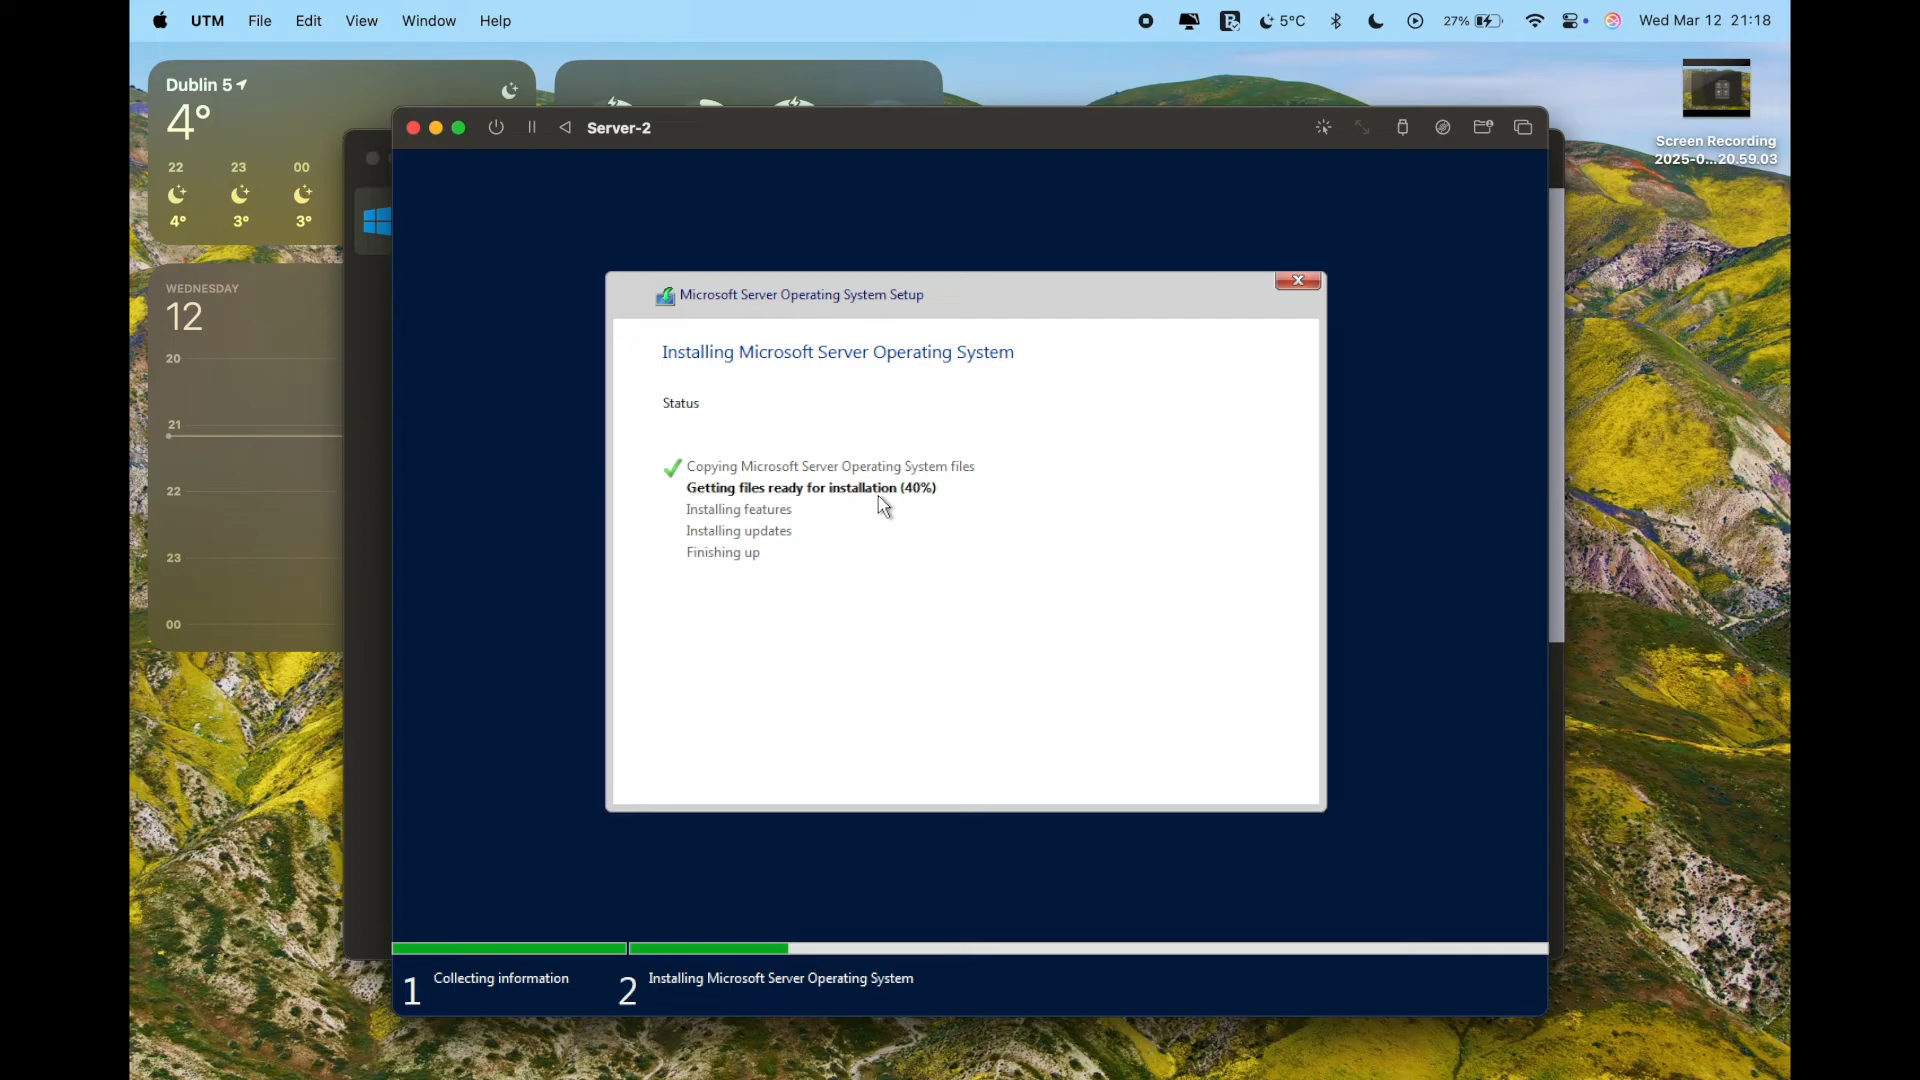 UTM File Edit View Window Help
5°C 27% Wed Mar 12 21:18
Dublin 5
4°
22 23 00
4° 3° 3°
WEDNESDAY
12
20
21
22
23
00
Screen Recording
2025-0...20.59.03
Server-2
Microsoft Server Operating System Setup
Installing Microsoft Server Operating System
Status
Copying Microsoft Server Operating System files
Getting files ready for installation (40%)
Installing features
Installing updates
Finishing up
1 Collecting information 2 Installing Microsoft Server Operating System